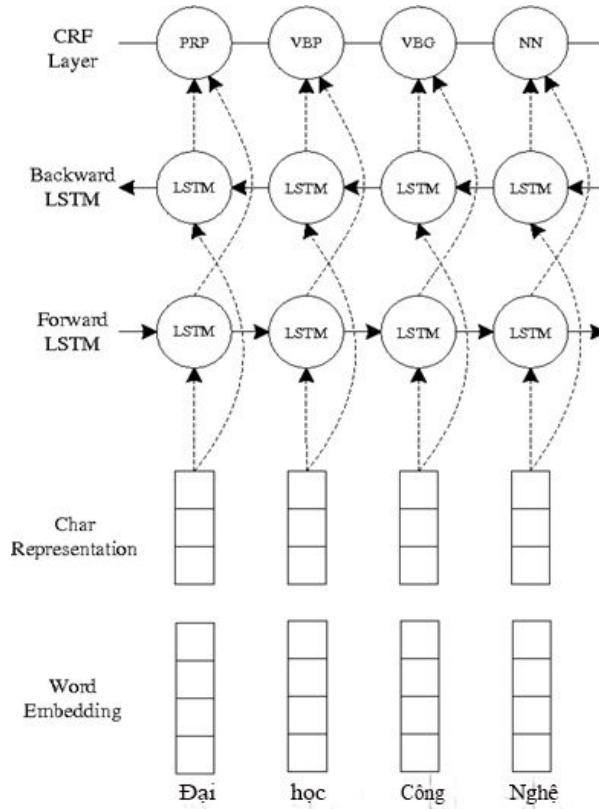 CRF
Layer
PRP VBP VBG NN
Backward
LSTM
LSTM LSTM LSTM LSTM
Forward
LSTM
LSTM LSTM LSTM LSTM
Char
Representation
Word
Embedding
Đại học Công Nghệ